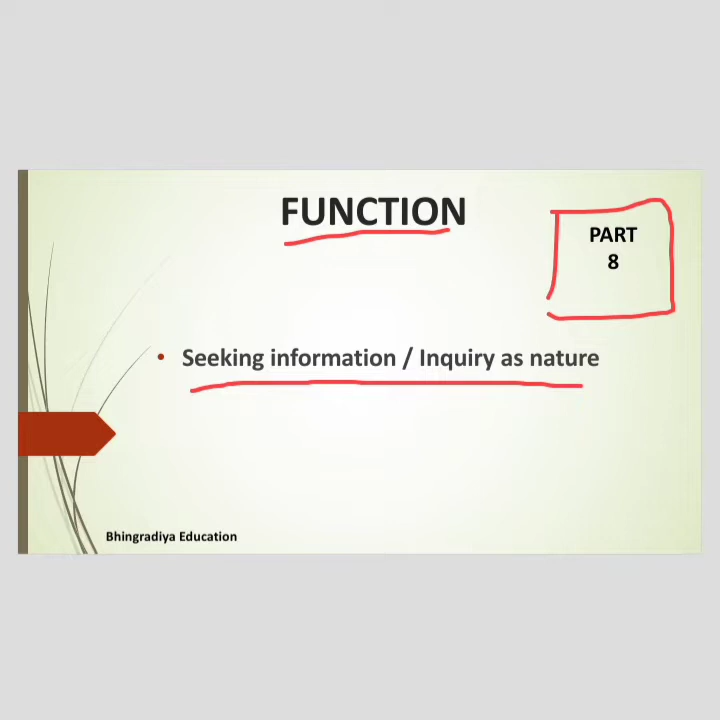 FUNCTION
PART
8
• Seeking information / Inquiry as nature
Bhingradiya Education